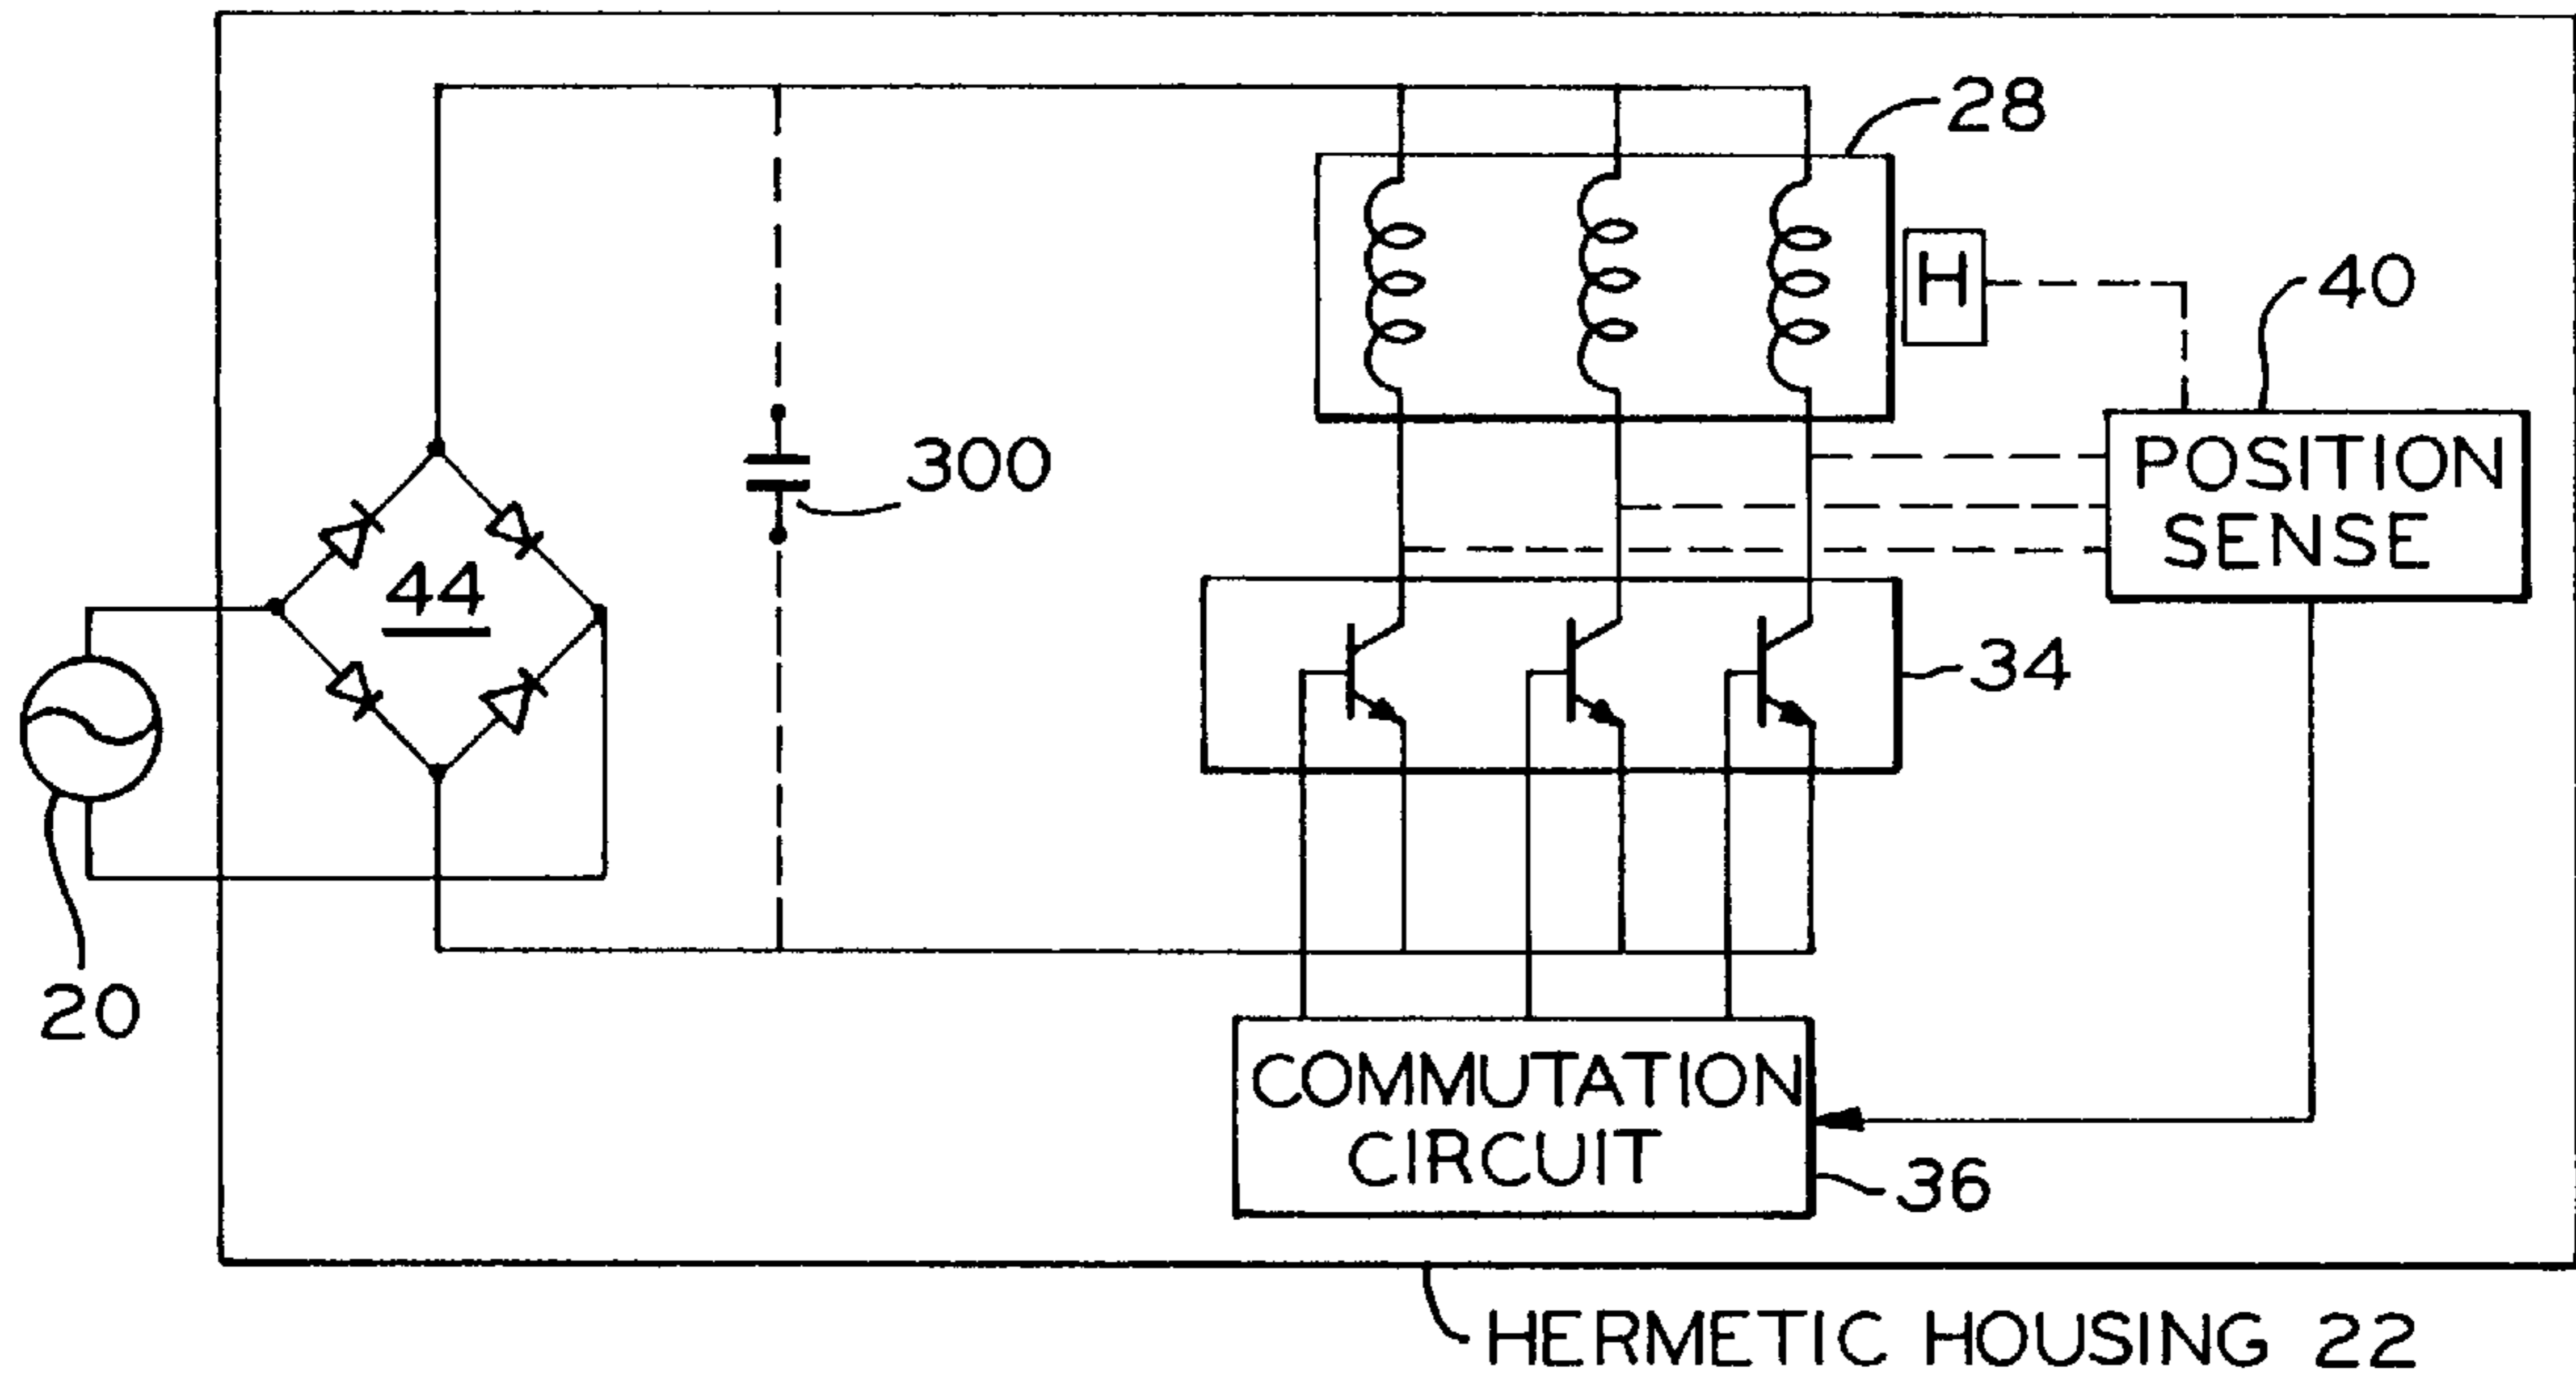 28
H
40
300
POSITION
SENSE
44
34
20
COMMUTATION
CIRCUIT
36
HERMETIC HOUSING 22